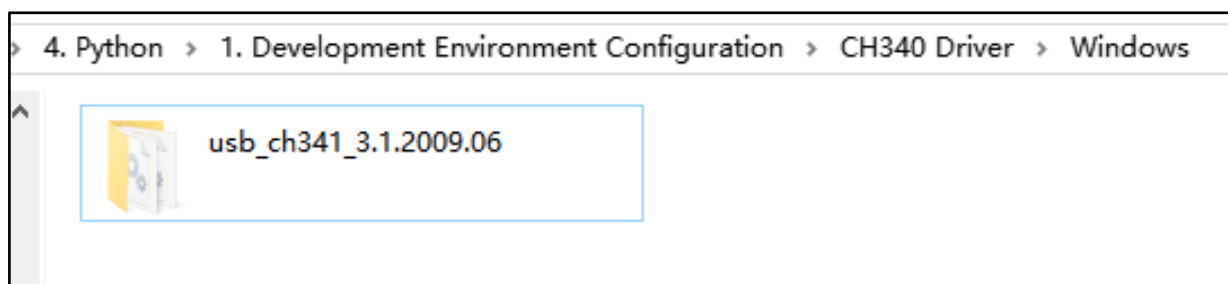 › 4. Python › 1. Development Environment Configuration › CH340 Driver › Windows
usb_ch341_3.1.2009.06